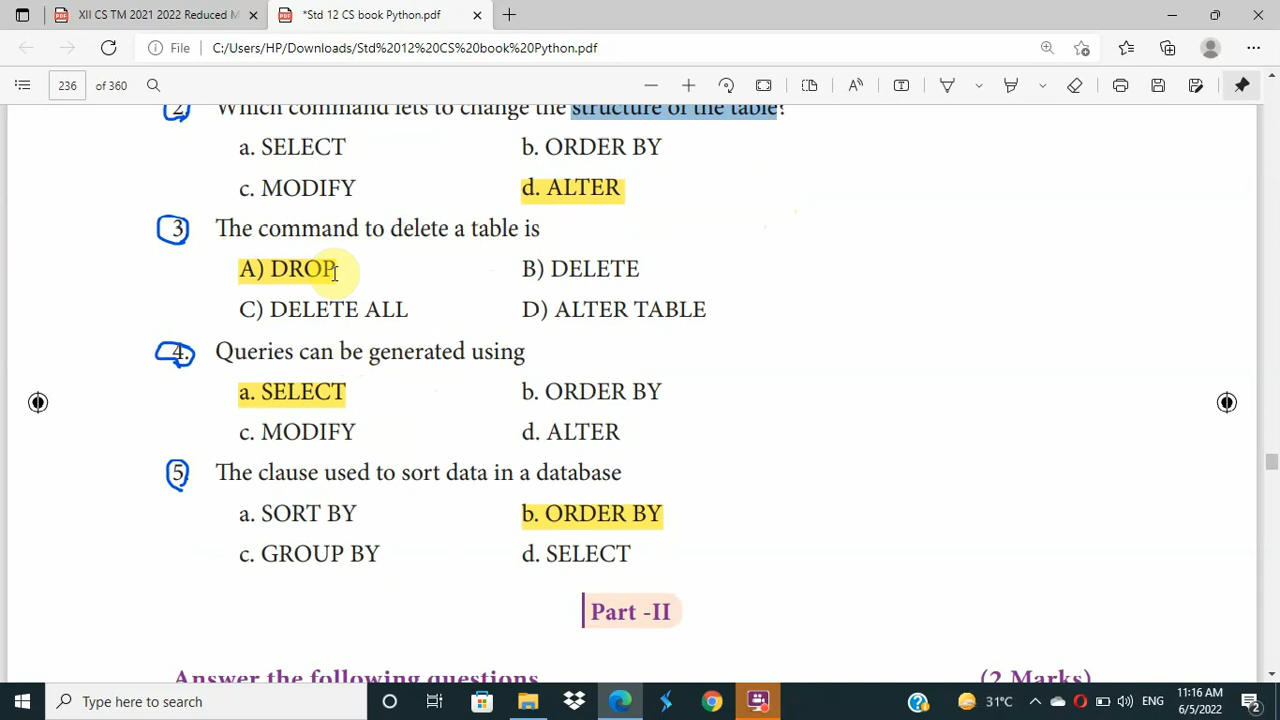 XII CS TM 2021 2022 Reduced M
*Std 12 CS book Python.pdf
File C:/Users/HP/Downloads/Std%2012%20CS%20book%20Python.pdf
236 of 360
2 Which command lets to change the structure of the table?
a. SELECT b. ORDER BY
c. MODIFY d. ALTER
3 The command to delete a table is
A) DROP B) DELETE
C) DELETE ALL D) ALTER TABLE
4. Queries can be generated using
a. SELECT b. ORDER BY
c. MODIFY d. ALTER
5 The clause used to sort data in a database
a. SORT BY b. ORDER BY
c. GROUP BY d. SELECT
Part -II
Answer the following questions (2 Marks)
Type here to search 31°C ENG 11:16 AM
6/5/2022 2